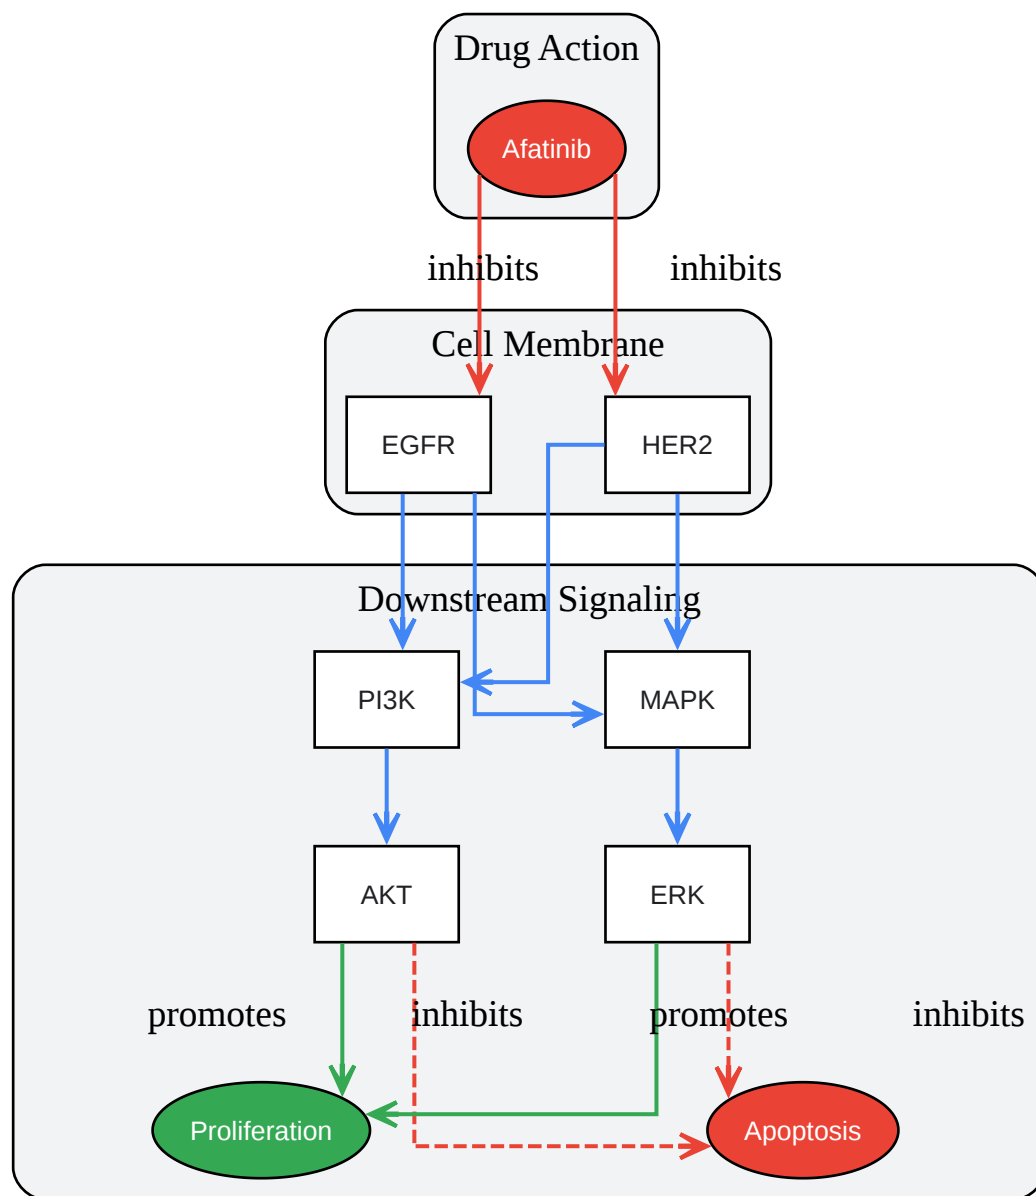 Drug Action
Afatinib
inhibits
inhibits
Cell Membrane
EGFR
HER2
Downstream Signaling
PI3K
MAPK
AKT
ERK
promotes
inhibits
promotes
inhibits
Proliferation
Apoptosis